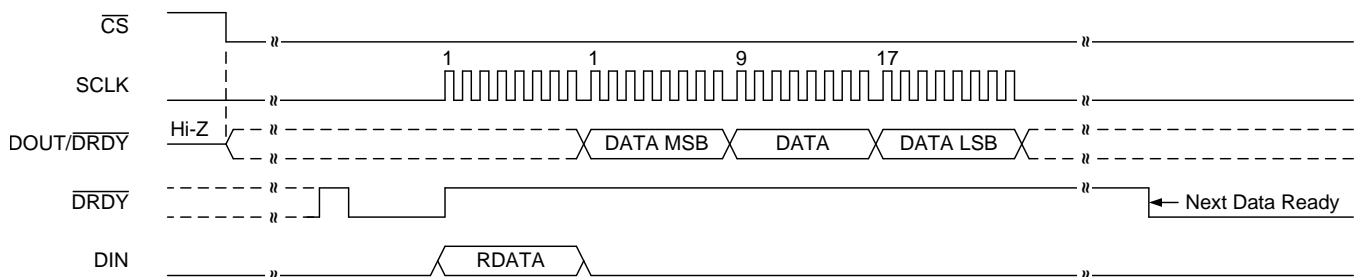 CS
SCLK 1 1 9 17
Hi-Z
DOUT/DRDY DATA MSB DATA DATA LSB
DRDY Next Data Ready
DIN RDATA